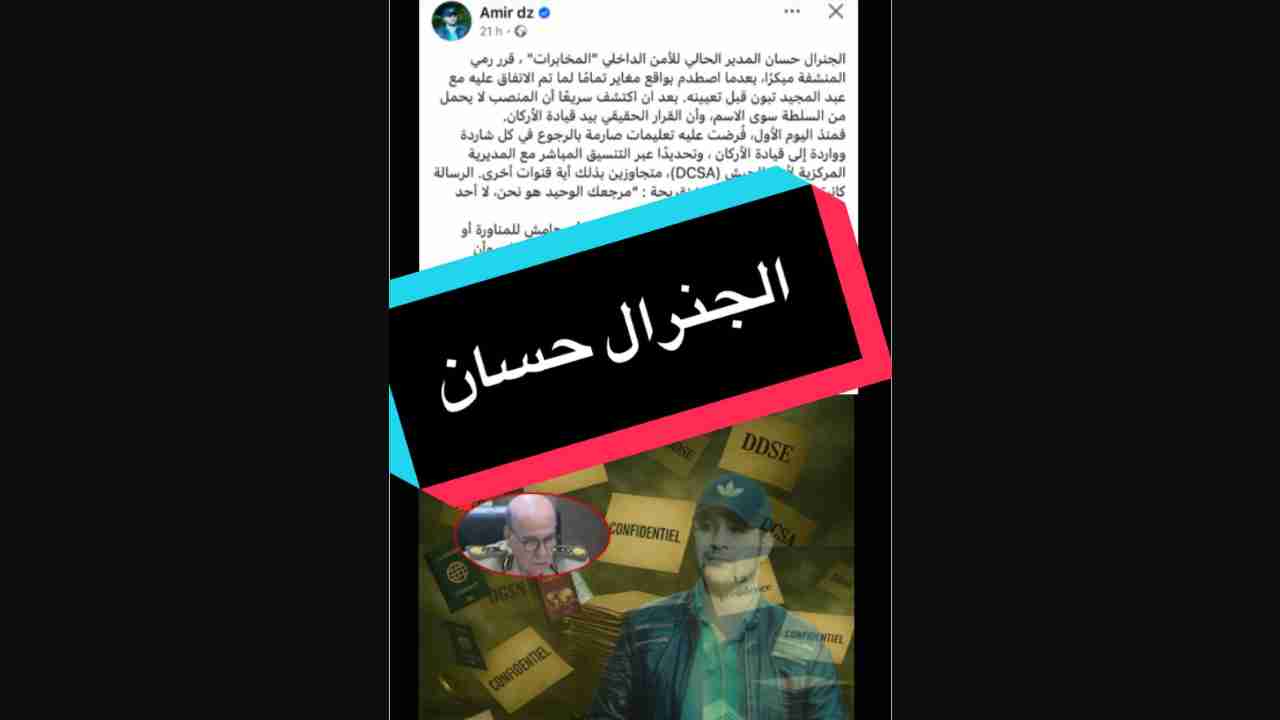 Amir dz
21 h
الجنرال حسان المدير الحالي للأمن الداخلي "المخابرات" ، قرر رمي
المنشفة مبكرًا، بعدما اصطدم بواقع مغاير تمامًا لما تم الاتفاق عليه مع
عبد المجيد تبون قبل تعيينه. بعد ان اكتشف سريعًا أن المنصب لا يحمل
من السلطة سوى الاسم، وأن القرار الحقيقي بيد قيادة الأركان.
فمنذ اليوم الأول، فُرضت عليه تعليمات صارمة بالرجوع في كل شاردة
وواردة إلى قيادة الأركان ، وتحديدًا عبر التنسيق المباشر مع المديرية
المركزية الجيش (DCSA)، متجاوزين بذلك أية قنوات أخرى. الرسالة
: "مرجعك الوحيد هو نحن، لا أحد
هامش للمناورة أو
وأن
الجنرال حسان
DDSE
CONFIDENTIEL
DCSA
DGSN
CONFIDENTIEL
CONFIDENTIEL